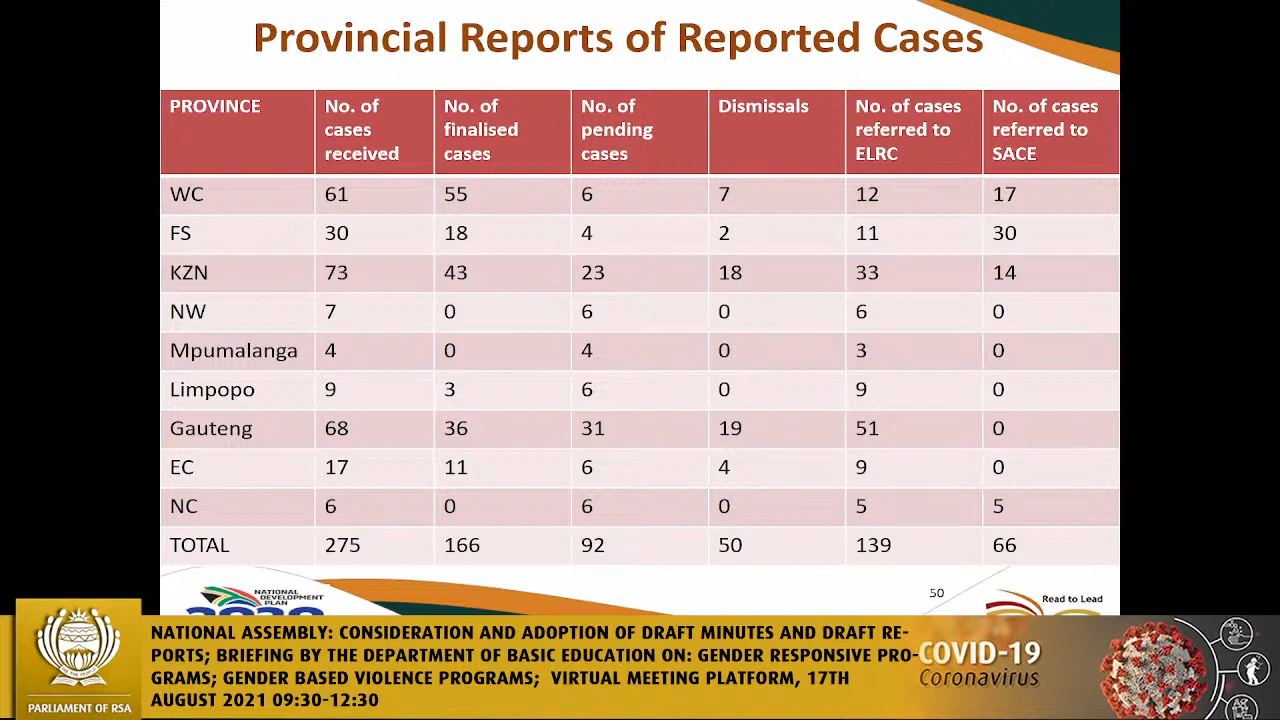 Provincial Reports of Reported Cases
PROVINCE No. of cases received No. of finalised cases No. of pending cases Dismissals No. of cases referred to ELRC No. of cases referred to SACE
WC 61 55 6 7 12 17
FS 30 18 4 2 11 30
KZN 73 43 23 18 33 14
NW 7 0 6 0 6 0
Mpumalanga 4 0 4 0 3 0
Limpopo 9 3 6 0 9 0
Gauteng 68 36 31 19 51 0
EC 17 11 6 4 9 0
NC 6 0 6 0 5 5
TOTAL 275 166 92 50 139 66
NATIONAL DEVELOPMENT
PLAN
50
Read to Lead
NATIONAL ASSEMBLY: CONSIDERATION AND ADOPTION OF DRAFT MINUTES AND DRAFT RE-
PORTS; BRIEFING BY THE DEPARTMENT OF BASIC EDUCATION ON: GENDER RESPONSIVE PRO-
GRAMS; GENDER BASED VIOLENCE PROGRAMS; VIRTUAL MEETING PLATFORM, 17TH
AUGUST 2021 09:30-12:30
PARLIAMENT OF RSA
COVID-19
Coronavirus